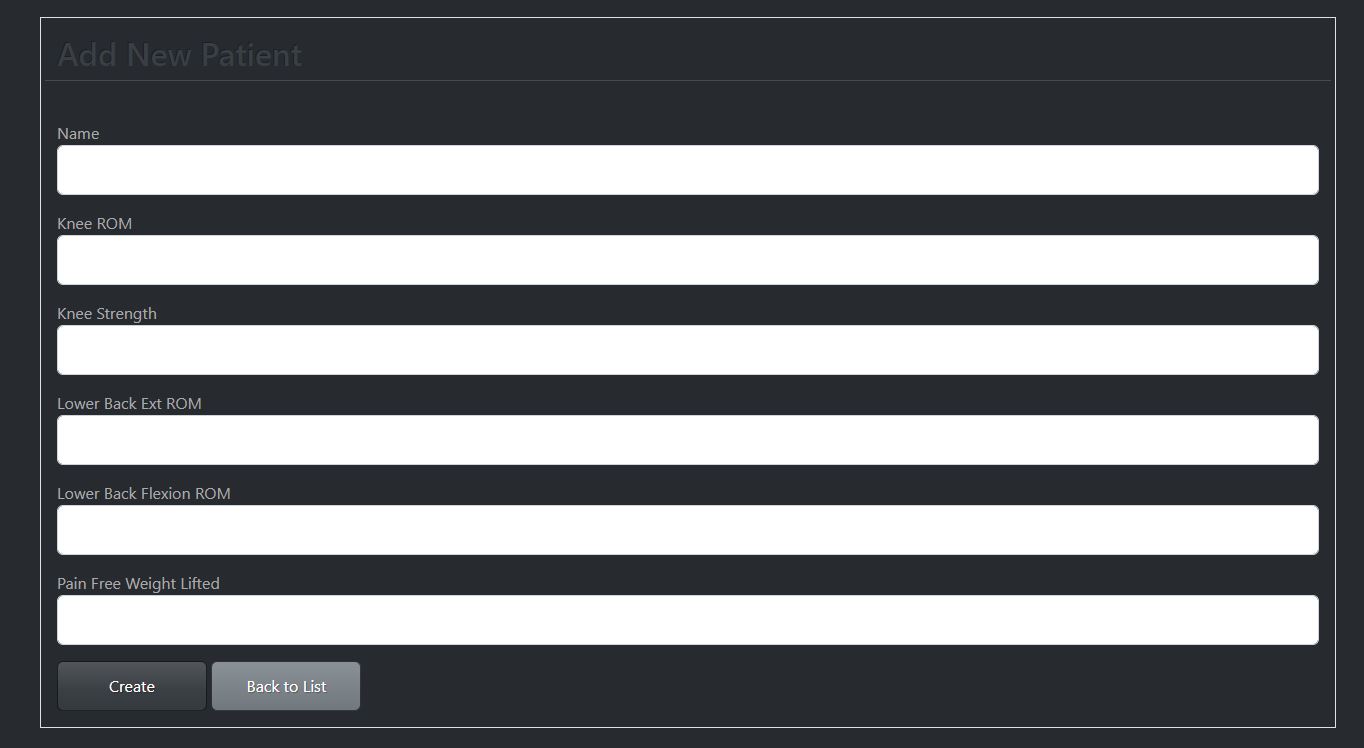 Add New Patient
Name
Knee ROM
Knee Strength
Lower Back Ext ROM
Lower Back Flexion ROM
Pain Free Weight Lifted
Create Back to List